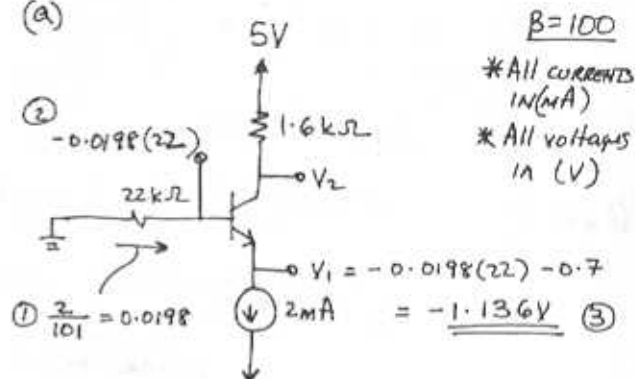 (a)
5V
β=100
*All CURRENTS
IN(mA)
* All voltages
in (V)
②
-0.0198(22)
1.6kΩ
V2
22kΩ
V1 = -0.0198(22) -0.7
① 2/101 = 0.0198
2mA
= -1.136V ③